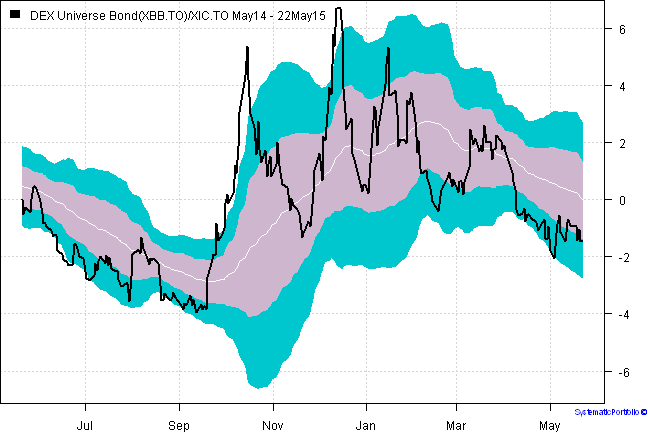 DEX Universe Bond(XBB.TO)/XIC.TO May14 - 22May15
6
4
2
0
-2
-4
-6
Jul Sep Nov Jan Mar May
SystematicPortfolio ©